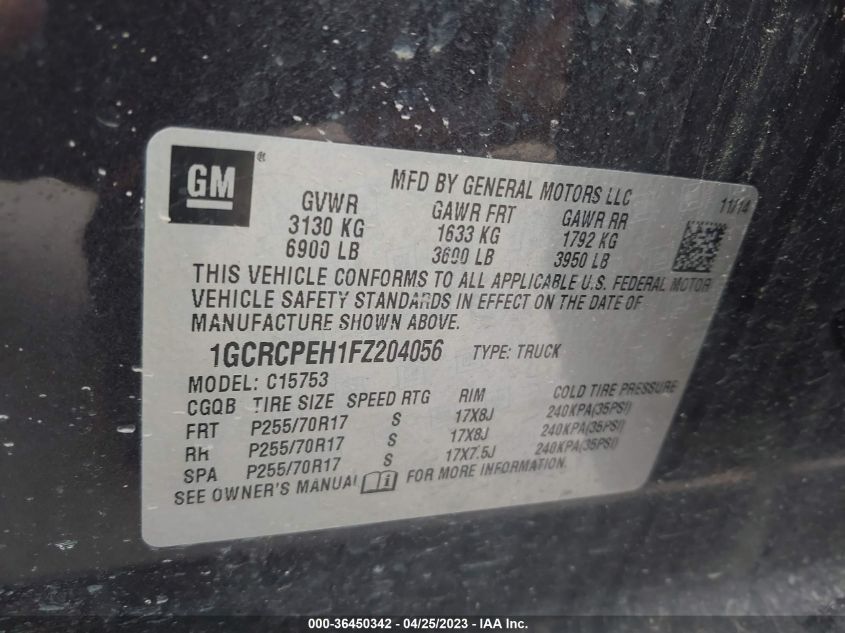 GM ®
MFD BY GENERAL MOTORS LLC
11/14
GVWR GAWR FRT GAWR RR
3130 KG 1633 KG 1792 KG
6900 LB 3600 LB 3950 LB
THIS VEHICLE CONFORMS TO ALL APPLICABLE U.S. FEDERAL MOTOR
VEHICLE SAFETY STANDARDS IN EFFECT ON THE DATE OF
MANUFACTURE SHOWN ABOVE.
1GCRCPEH1FZ204056 TYPE: TRUCK
MODEL: C15753
CGQB TIRE SIZE SPEED RTG RIM COLD TIRE PRESSURE
FRT P255/70R17 S 17X8J 240KPA(35PSI)
RR P255/70R17 S 17X8J 240KPA(35PSI)
SPA P255/70R17 S 17X7.5J 240KPA(35PSI)
SEE OWNER'S MANUAL i FOR MORE INFORMATION.
000-36450342 - 04/25/2023 - IAA Inc.